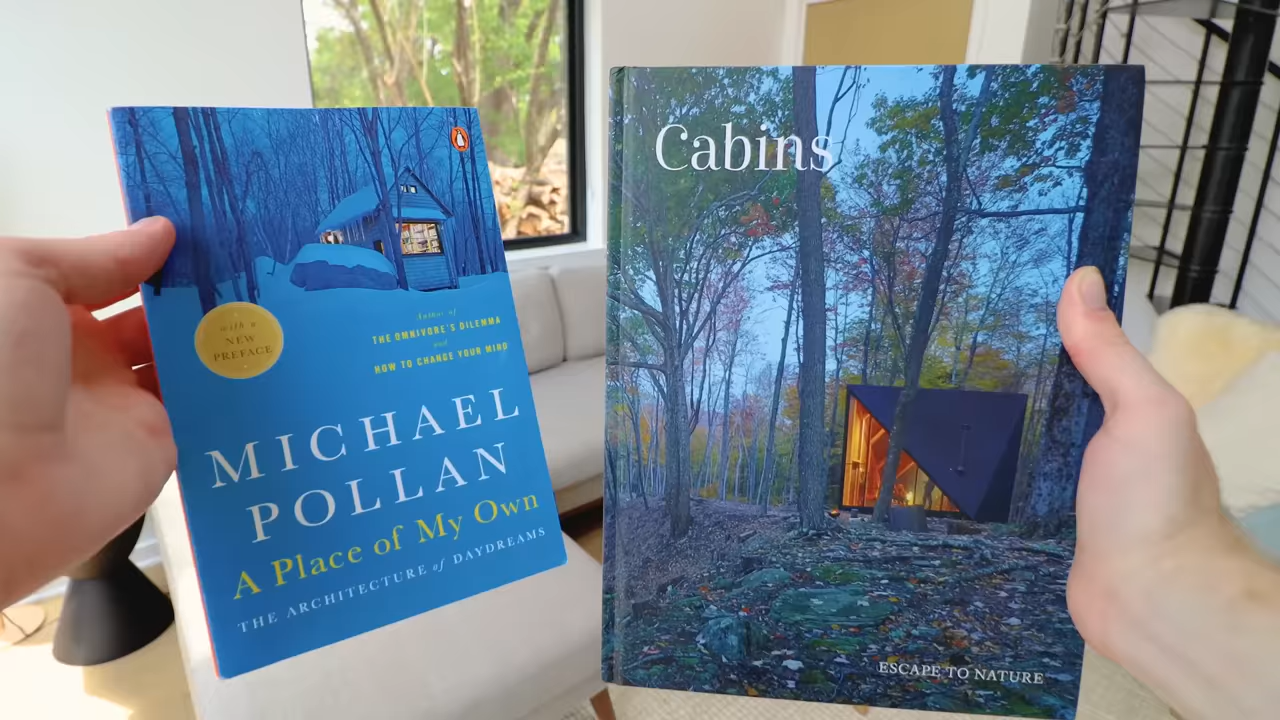 with a
NEW
PREFACE
Author of
THE OMNIVORE'S DILEMMA
and
HOW TO CHANGE YOUR MIND
MICHAEL
POLLAN
A Place of My Own
THE ARCHITECTURE of DAYDREAMS
Cabins
ESCAPE TO NATURE